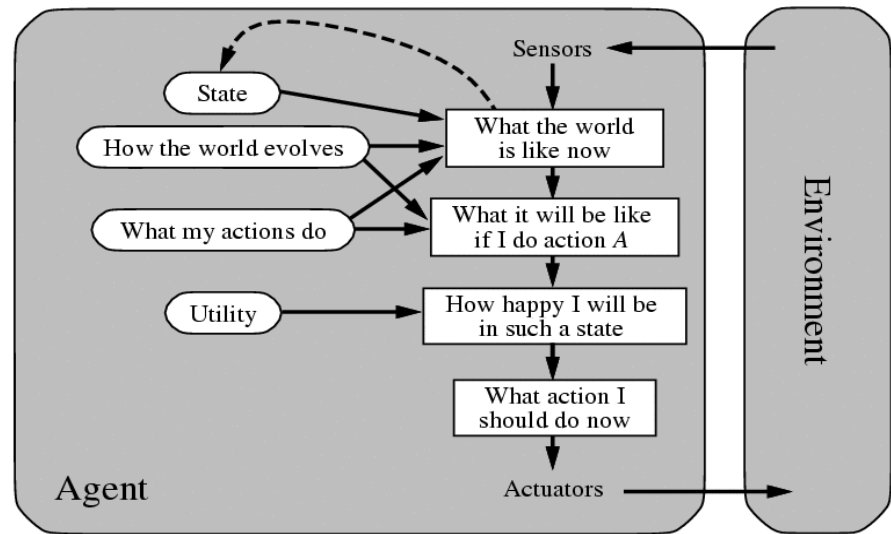 Sensors
State
What the world
is like now
How the world evolves
What it will be like
if I do action A
What my actions do
How happy I will be
in such a state
Utility
What action I
should do now
Agent
Actuators
Environment